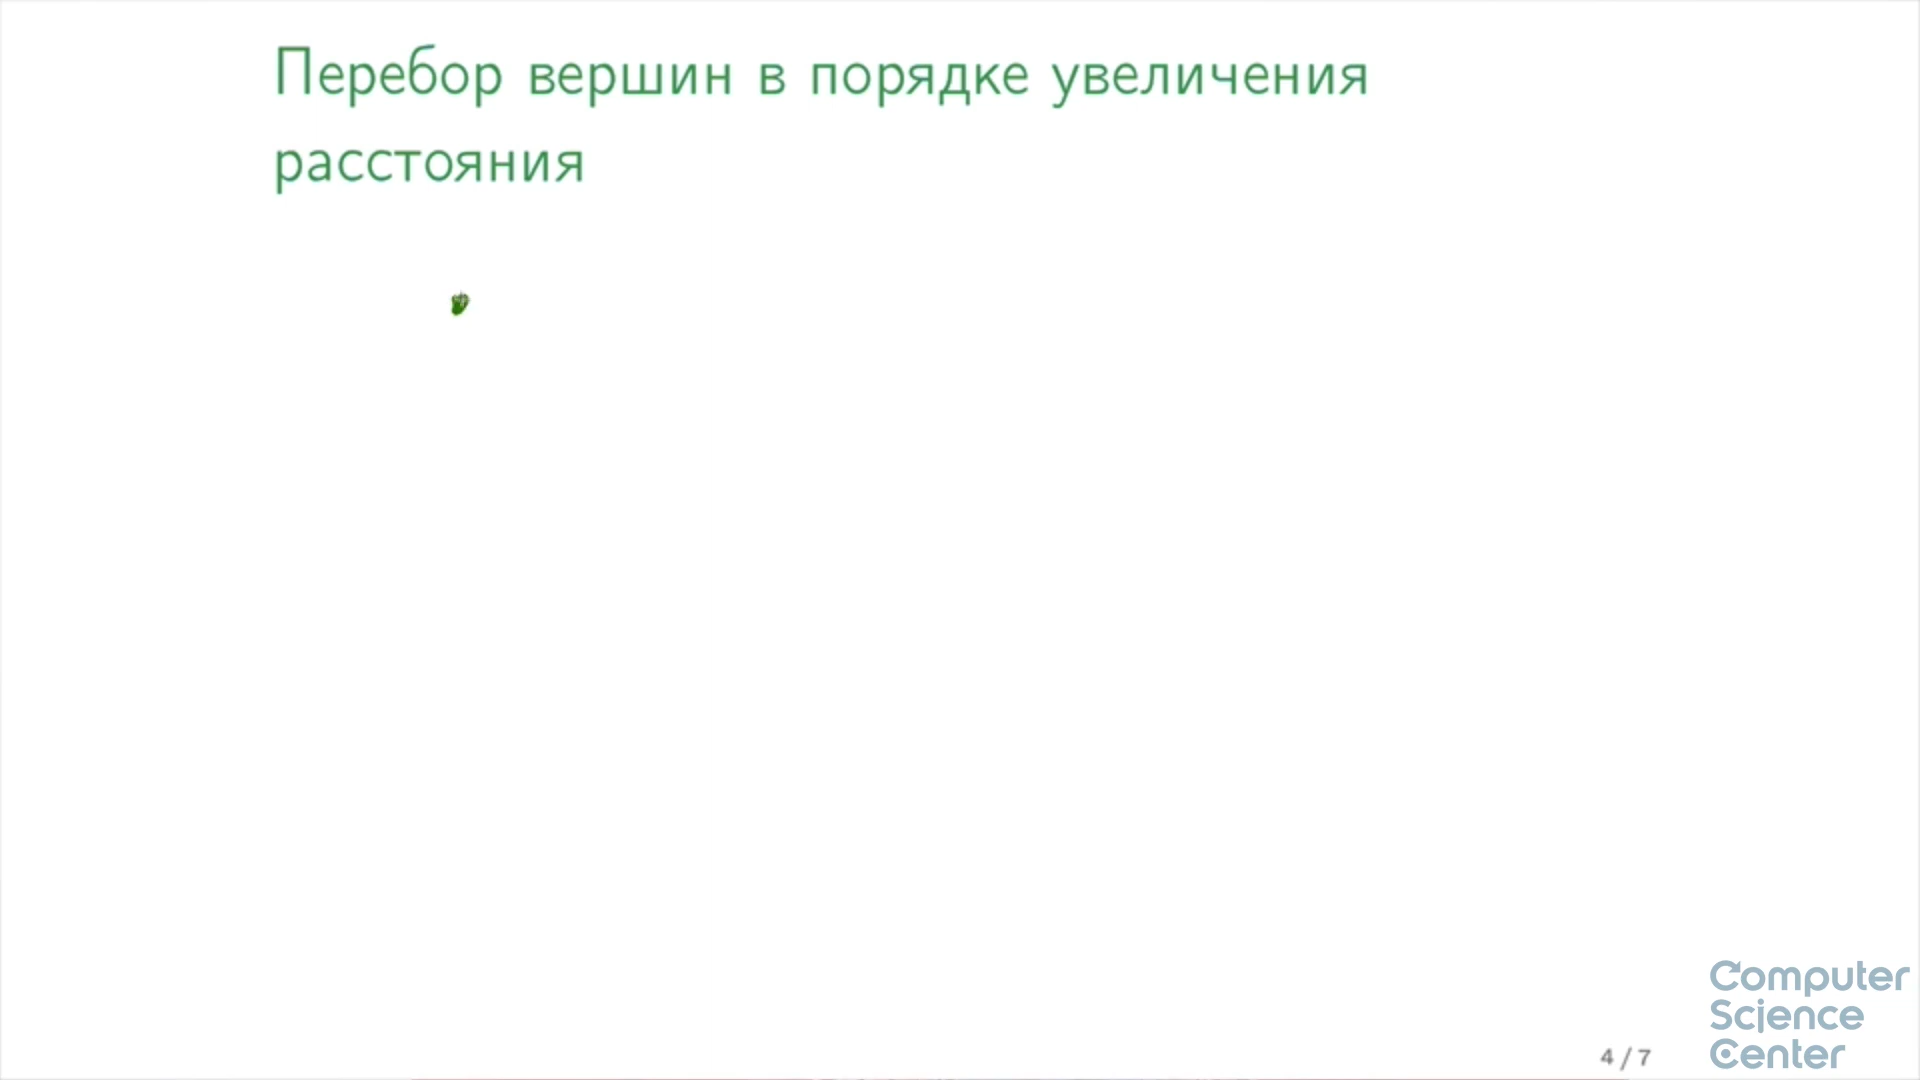 Перебор вершин в порядке увеличения
расстояния
4 / 7
Computer
Science
Center